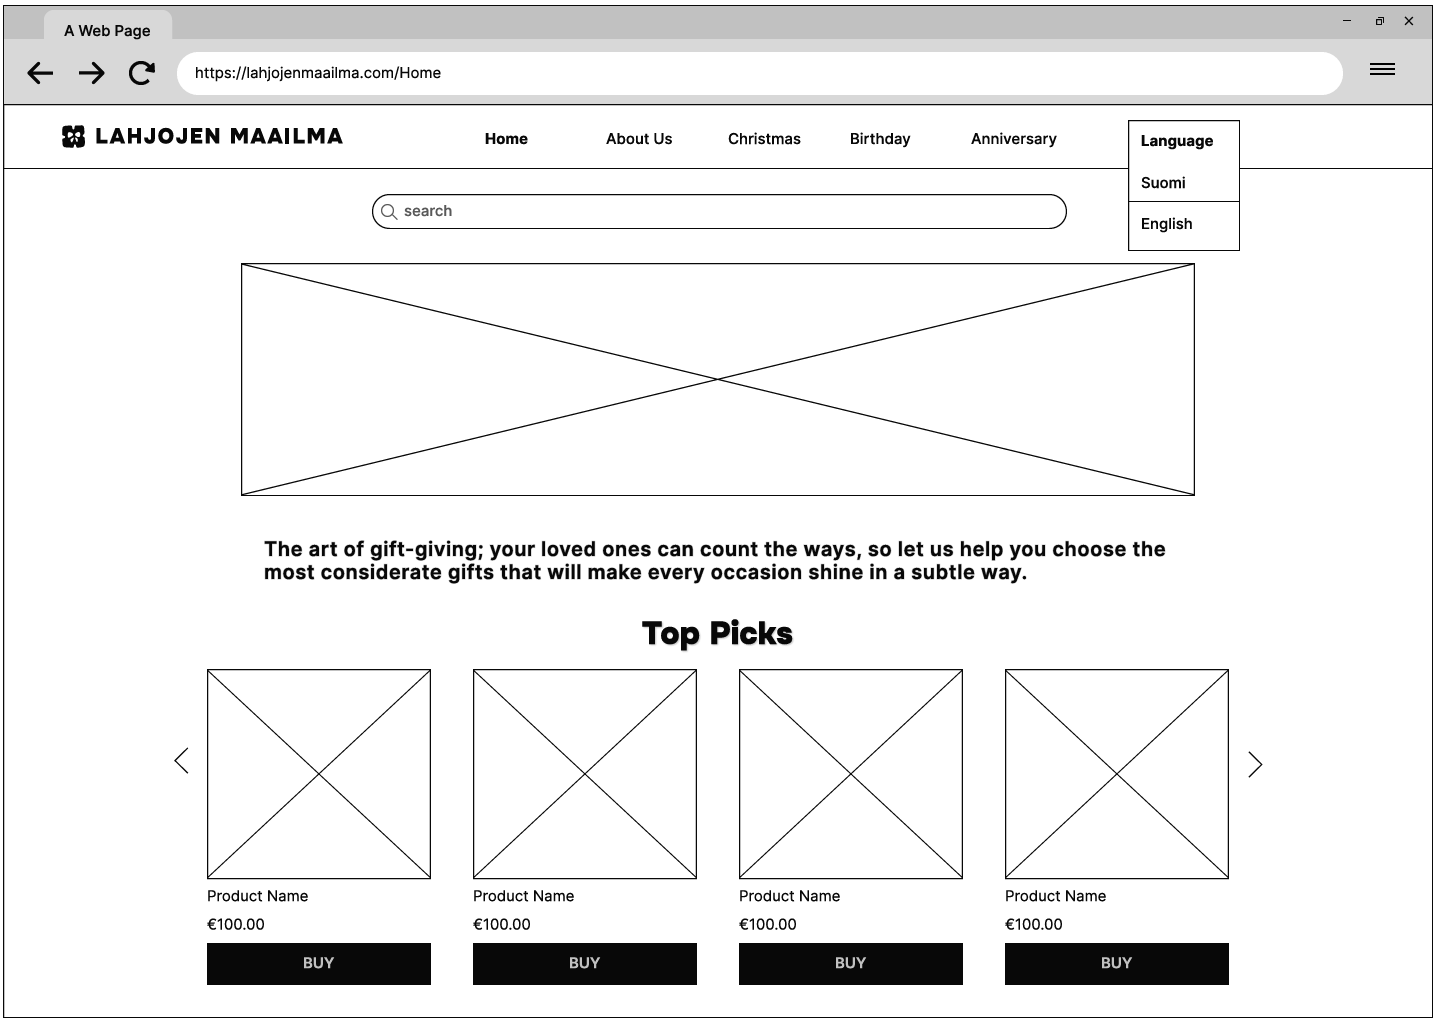 A Web Page
https://lahjojenmaailma.com/Home
LAHJOJEN MAAILMA
Home
About Us
Christmas
Birthday
Anniversary
Language
Suomi
English
search
The art of gift-giving; your loved ones can count the ways, so let us help you choose the
most considerate gifts that will make every occasion shine in a subtle way.
Top Picks
Product Name
€100.00
BUY
Product Name
€100.00
BUY
Product Name
€100.00
BUY
Product Name
€100.00
BUY